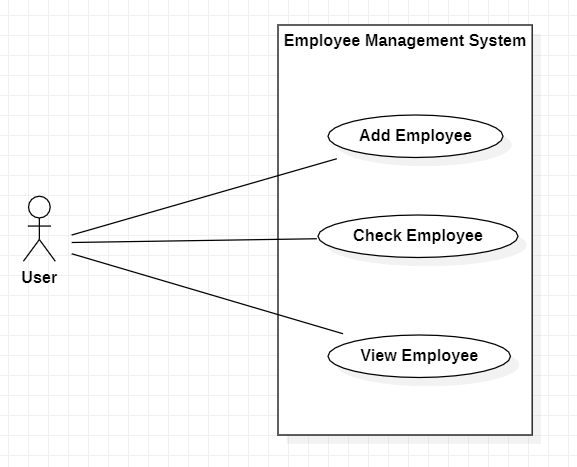 Employee Management System
Add Employee
Check Employee
User
View Employee